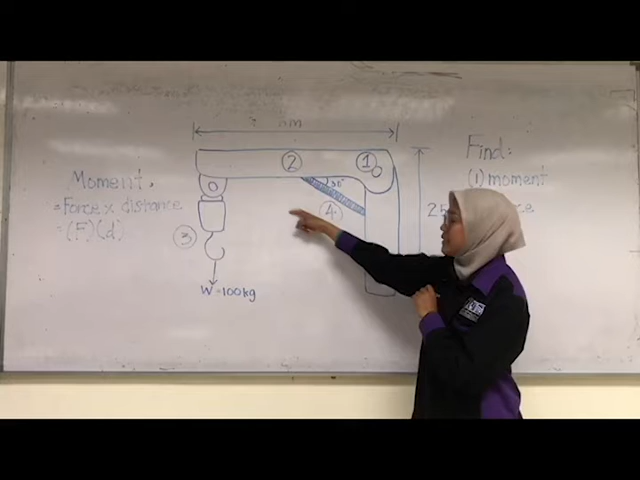 m
Find:
(1) moment
Moment.
= Force x distance
= (F)(d)
2
1
30°
4
3
W = 100kg